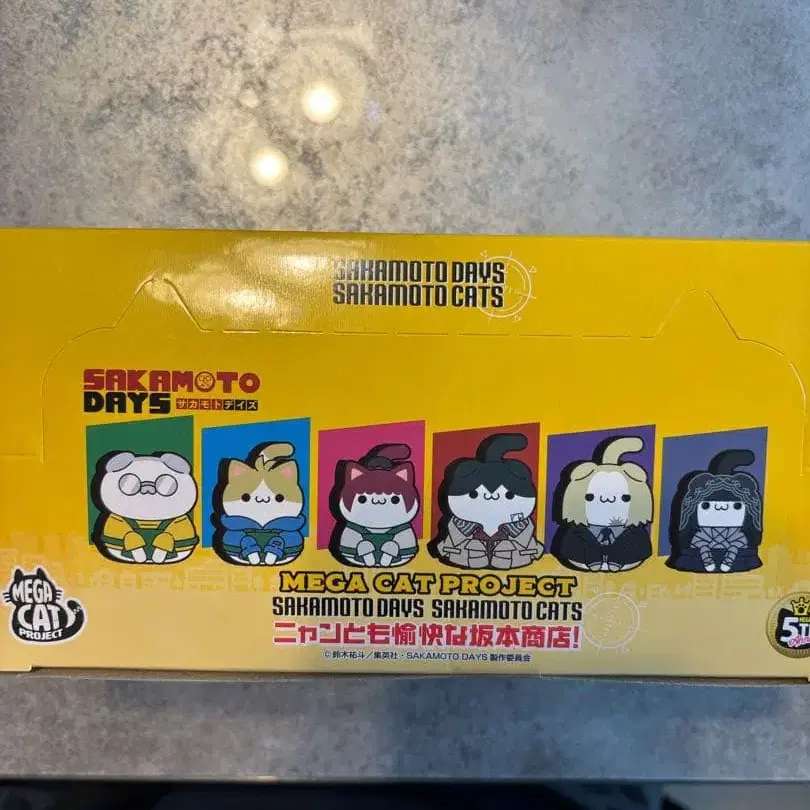 SAKAMOTO DAYS
SAKAMOTO CATS
SAKAMOTO
DAYS サカモトデイズ
MEGA CAT PROJECT
SAKAMOTO DAYS SAKAMOTO CATS
ニャンとも愉快な坂本商店!
©鈴木祐斗/集英社・SAKAMOTO DAYS 製作委員会
MEGA
CAT
PROJECT